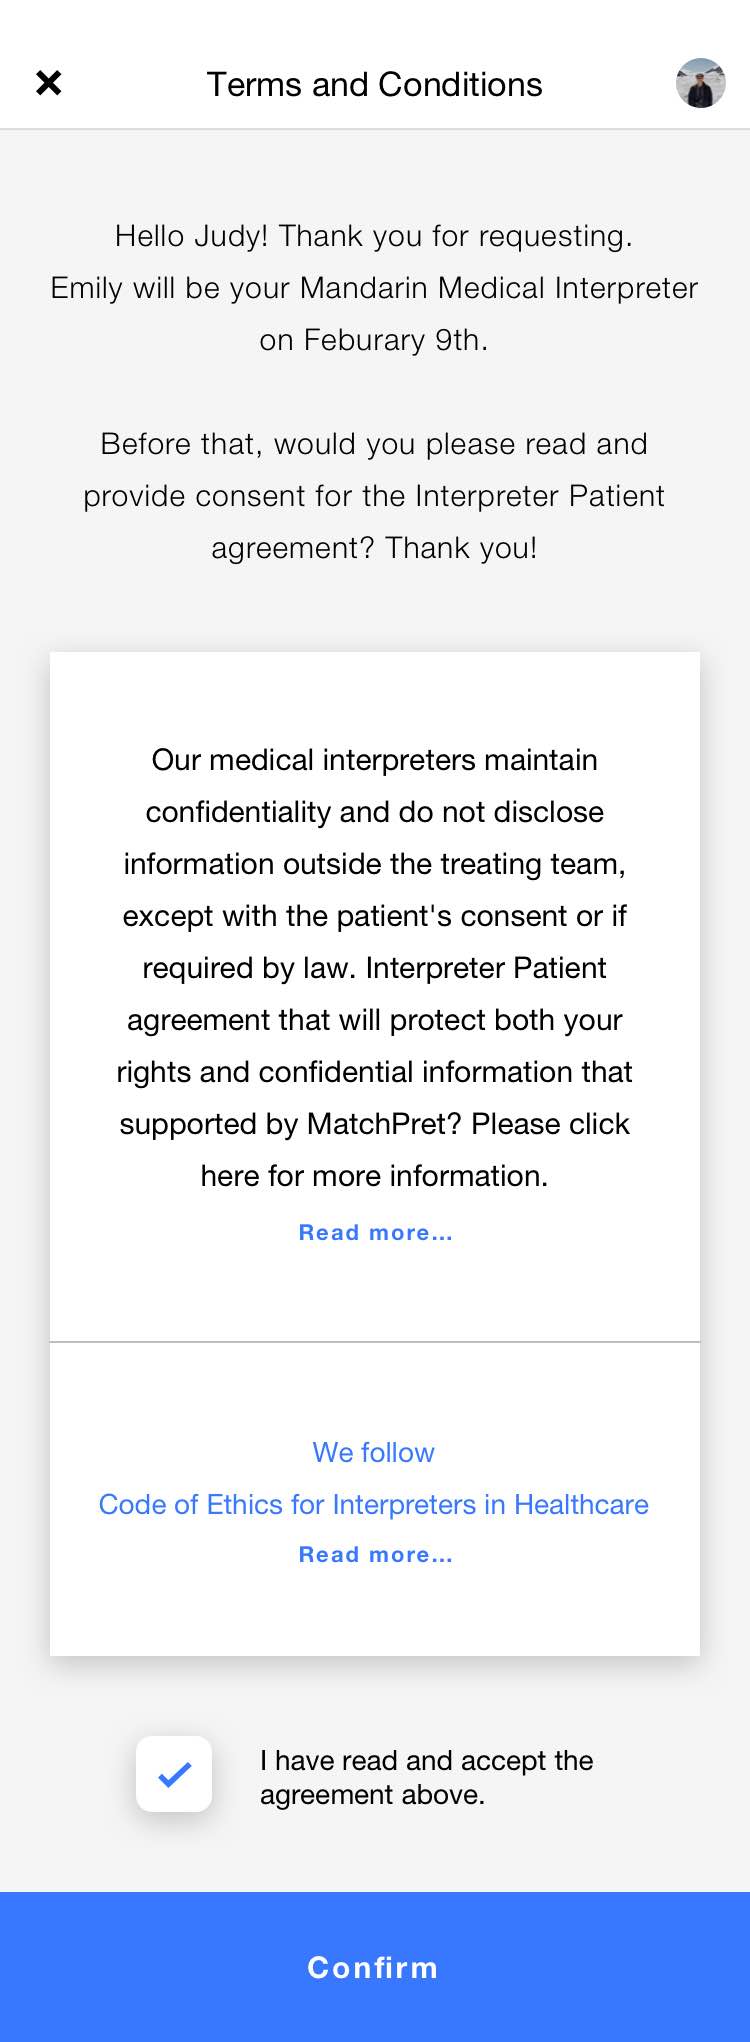 Terms and Conditions
Hello Judy! Thank you for requesting.
Emily will be your Mandarin Medical Interpreter
on Feburary 9th.
Before that, would you please read and
provide consent for the Interpreter Patient
agreement? Thank you!
Our medical interpreters maintain
confidentiality and do not disclose
information outside the treating team,
except with the patient's consent or if
required by law. Interpreter Patient
agreement that will protect both your
rights and confidential information that
supported by MatchPret? Please click
here for more information.
Read more...
We follow
Code of Ethics for Interpreters in Healthcare
Read more...
I have read and accept the
agreement above.
Confirm